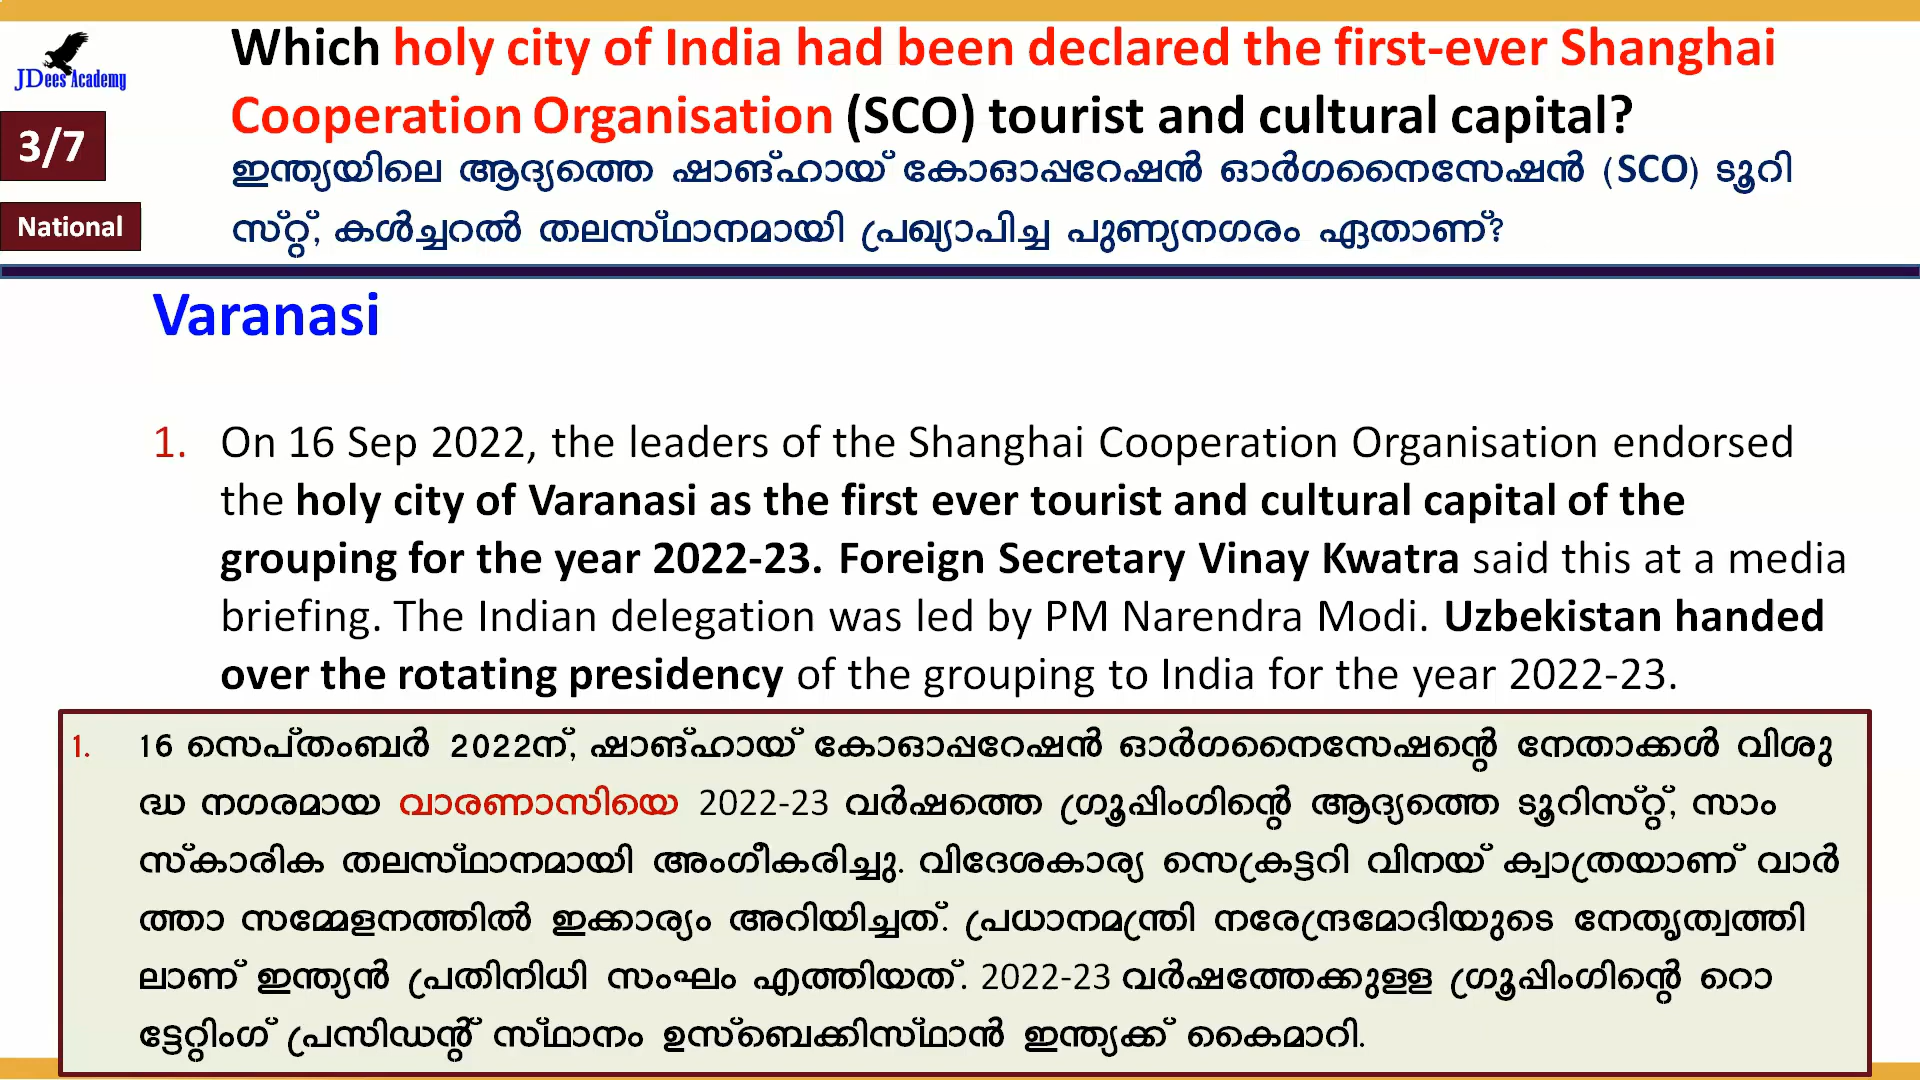 JDees Academy
Which holy city of India had been declared the first-ever Shanghai
Cooperation Organisation (SCO) tourist and cultural capital?
3/7
ഇന്ത്യയിലെ ആദ്യത്തെ ഷാങ്ഹായ് കോഓപ്പറേഷൻ ഓർഗനൈസേഷൻ (SCO) ടൂറി
National
സ്റ്റ്, കൾച്ചറൽ തലസ്ഥാനമായി പ്രഖ്യാപിച്ച പുണ്യനഗരം ഏതാണ്?
Varanasi
1. On 16 Sep 2022, the leaders of the Shanghai Cooperation Organisation endorsed
the holy city of Varanasi as the first ever tourist and cultural capital of the
grouping for the year 2022-23. Foreign Secretary Vinay Kwatra said this at a media
briefing. The Indian delegation was led by PM Narendra Modi. Uzbekistan handed
over the rotating presidency of the grouping to India for the year 2022-23.
1. 16 സെപ്തംബർ 2022ന്, ഷാങ്ഹായ് കോഓപ്പറേഷൻ ഓർഗനൈസേഷന്റെ നേതാക്കൾ വിശു
ദ്ധ നഗരമായ വാരണാസിയെ 2022-23 വർഷത്തെ ഗ്രൂപ്പിംഗിന്റെ ആദ്യത്തെ ടൂറിസ്റ്റ്, സാം
സ്കാരിക തലസ്ഥാനമായി അംഗീകരിച്ചു. വിദേശകാര്യ സെക്രട്ടറി വിനയ് ക്വാത്രയാണ് വാർ
ത്താ സമ്മേളനത്തിൽ ഇക്കാര്യം അറിയിച്ചത്. പ്രധാനമന്ത്രി നരേന്ദ്രമോദിയുടെ നേതൃത്വത്തി
ലാണ് ഇന്ത്യൻ പ്രതിനിധി സംഘം എത്തിയത്. 2022-23 വർഷത്തേക്കുള്ള ഗ്രൂപ്പിംഗിന്റെ റൊ
ട്ടേറ്റിംഗ് പ്രസിഡന്റ് സ്ഥാനം ഉസ്ബെക്കിസ്ഥാൻ ഇന്ത്യക്ക് കൈമാറി.